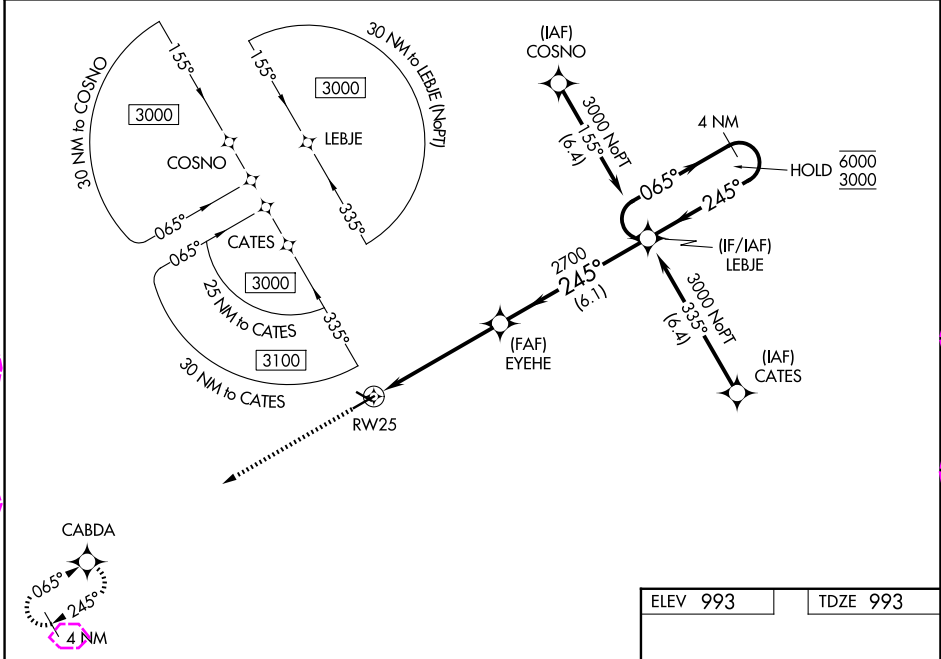 30 NM to COSNO
155°
3000
COSNO
065°
30 NM to LEBJE (NoPT)
155°
3000
LEBJE
335°
065°
CATES
3000
25 NM to CATES
335°
3100
30 NM to CATES
(IAF)
COSNO
3000 NoPT
155°
(6.4)
4 NM
065°
245°
HOLD 6000
3000
(IF/IAF)
LEBJE
2700
245°
(6.1)
3000 NoPT
335°
(6.4)
(FAF)
EYEHE
(IAF)
CATES
RW25
CABDA
065°
245°
4 NM
ELEV 993
TDZE 993